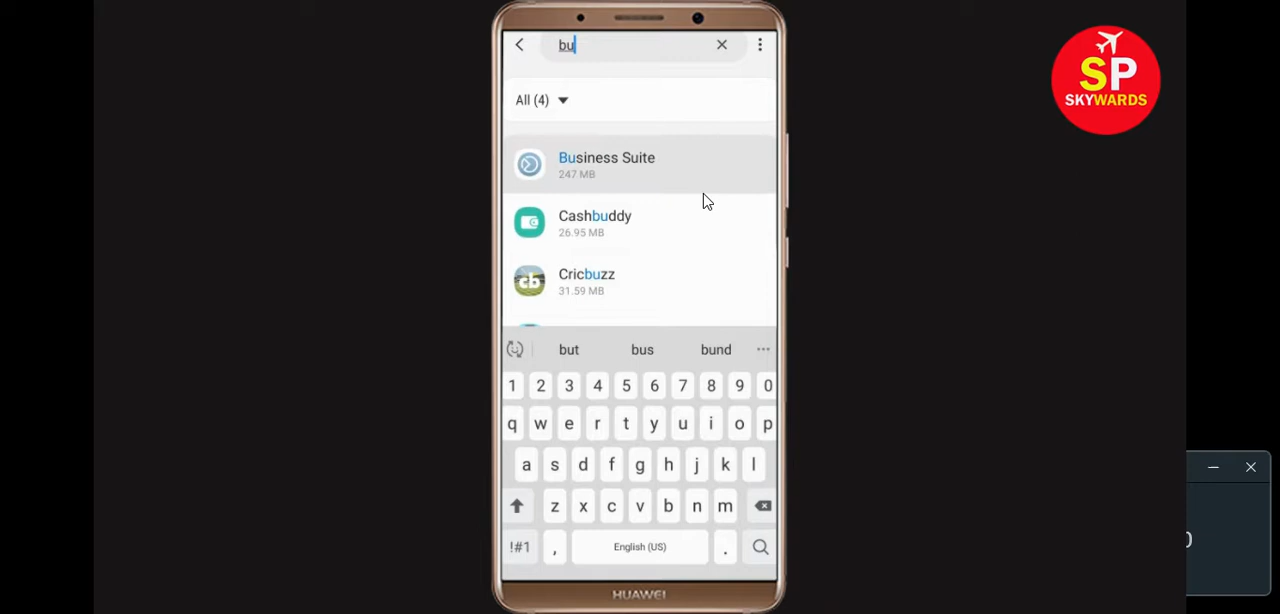 bu
All (4)
Business Suite
247 MB
Cashbuddy
26.95 MB
Cricbuzz
31.59 MB
cb
but bus bund ...
1 2 3 4 5 6 7 8 9 0
q w e r t y u i o p
a s d f g h j k l
z x c v b n m
!#1 , English (US) .
HUAWEI
SP
SKYWARDS